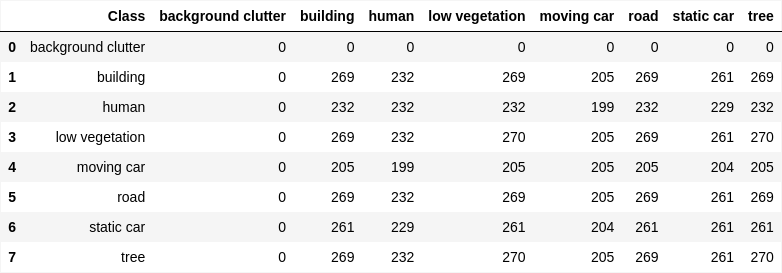 Class background clutter building human low vegetation moving car road static car tree
0 background clutter 0 0 0 0 0 0 0 0
1 building 0 269 232 269 205 269 261 269
2 human 0 232 232 232 199 232 229 232
3 low vegetation 0 269 232 270 205 269 261 270
4 moving car 0 205 199 205 205 205 204 205
5 road 0 269 232 269 205 269 261 269
6 static car 0 261 229 261 204 261 261 261
7 tree 0 269 232 270 205 269 261 270